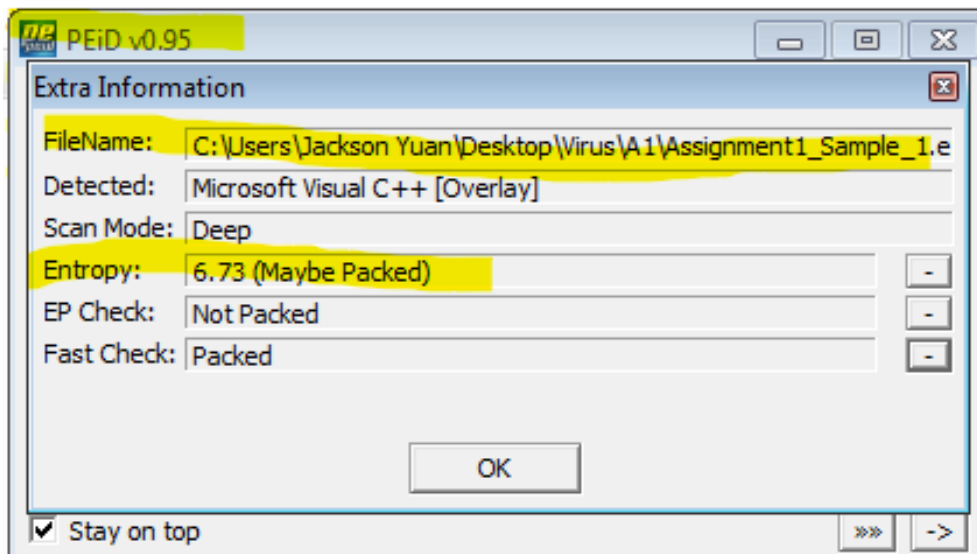 PEiD v0.95
Extra Information
FileName: C:\Users\Jackson Yuan\Desktop\Virus\A1\Assignment1_Sample_1.e
Detected: Microsoft Visual C++ [Overlay]
Scan Mode: Deep
Entropy: 6.73 (Maybe Packed) -
EP Check: Not Packed -
Fast Check: Packed -
OK
Stay on top »» ->